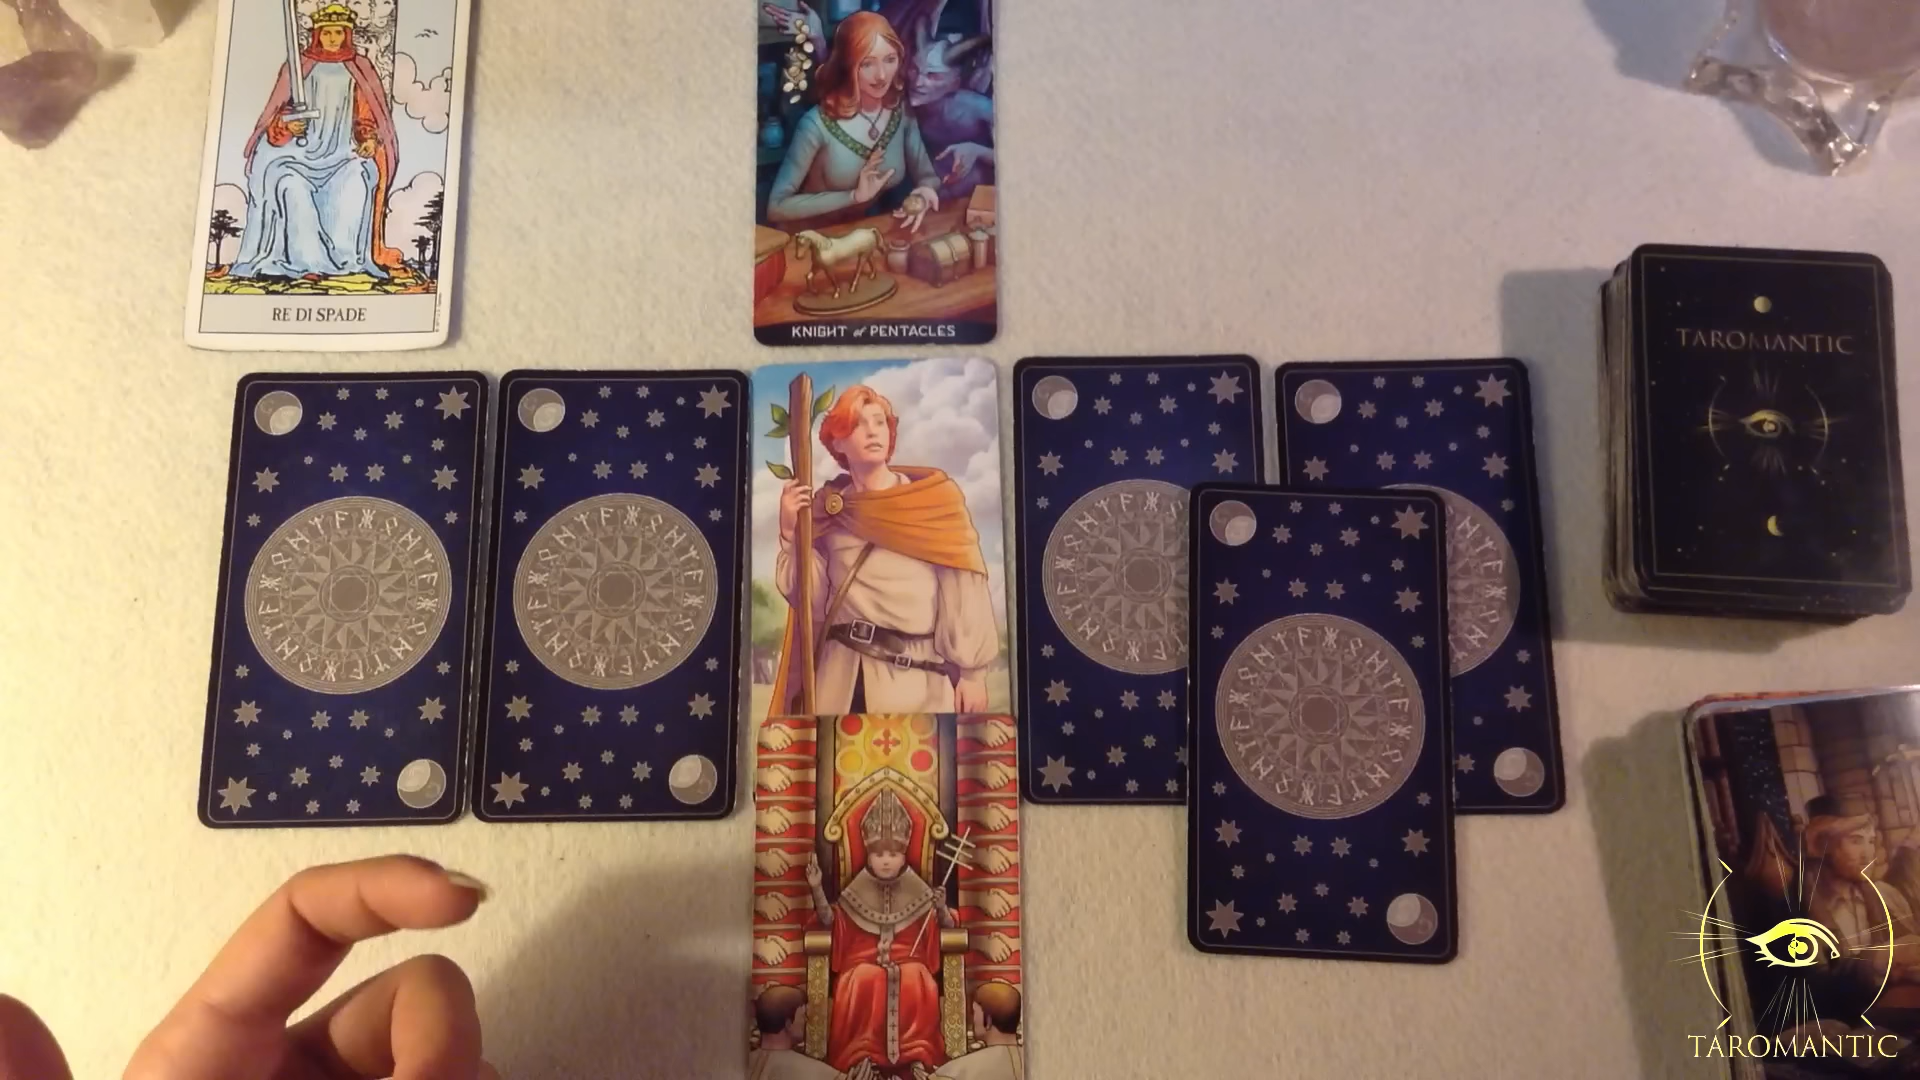 RE DI SPADE
KNIGHT of PENTACLES
TAROMANTIC
TAROMANTIC